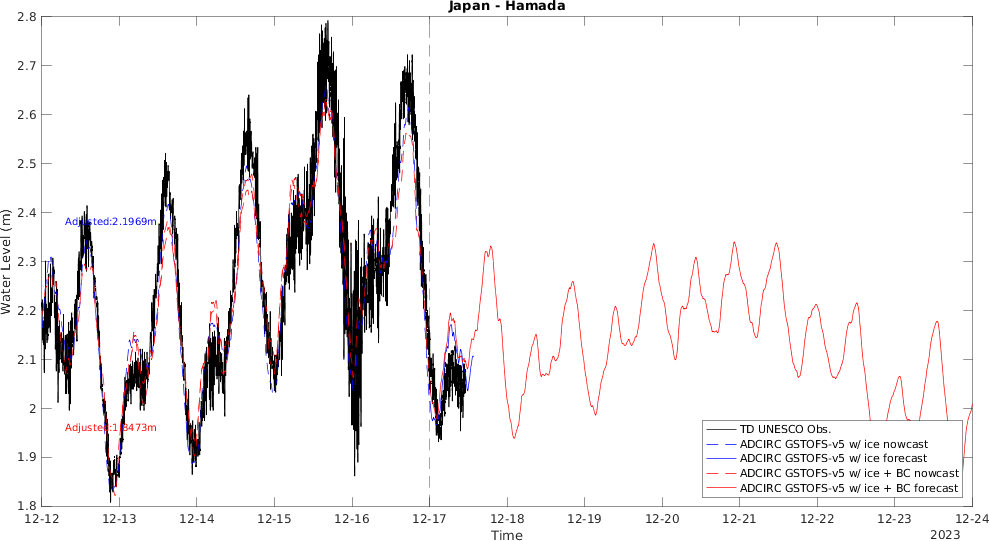 Japan - Hamada
2.8
2.7
2.6
2.5
2.4
2.3
2.2
2.1
2
1.9
1.8
Water Level (m)
Adjusted:2.1969m
Adjusted:1.8473m
TD UNESCO Obs.
ADCIRC GSTOFS-v5 w/ ice nowcast
ADCIRC GSTOFS-v5 w/ ice forecast
ADCIRC GSTOFS-v5 w/ ice + BC nowcast
ADCIRC GSTOFS-v5 w/ ice + BC forecast
12-12 12-13 12-14 12-15 12-16 12-17 12-18 12-19 12-20 12-21 12-22 12-23 12-24
Time
2023